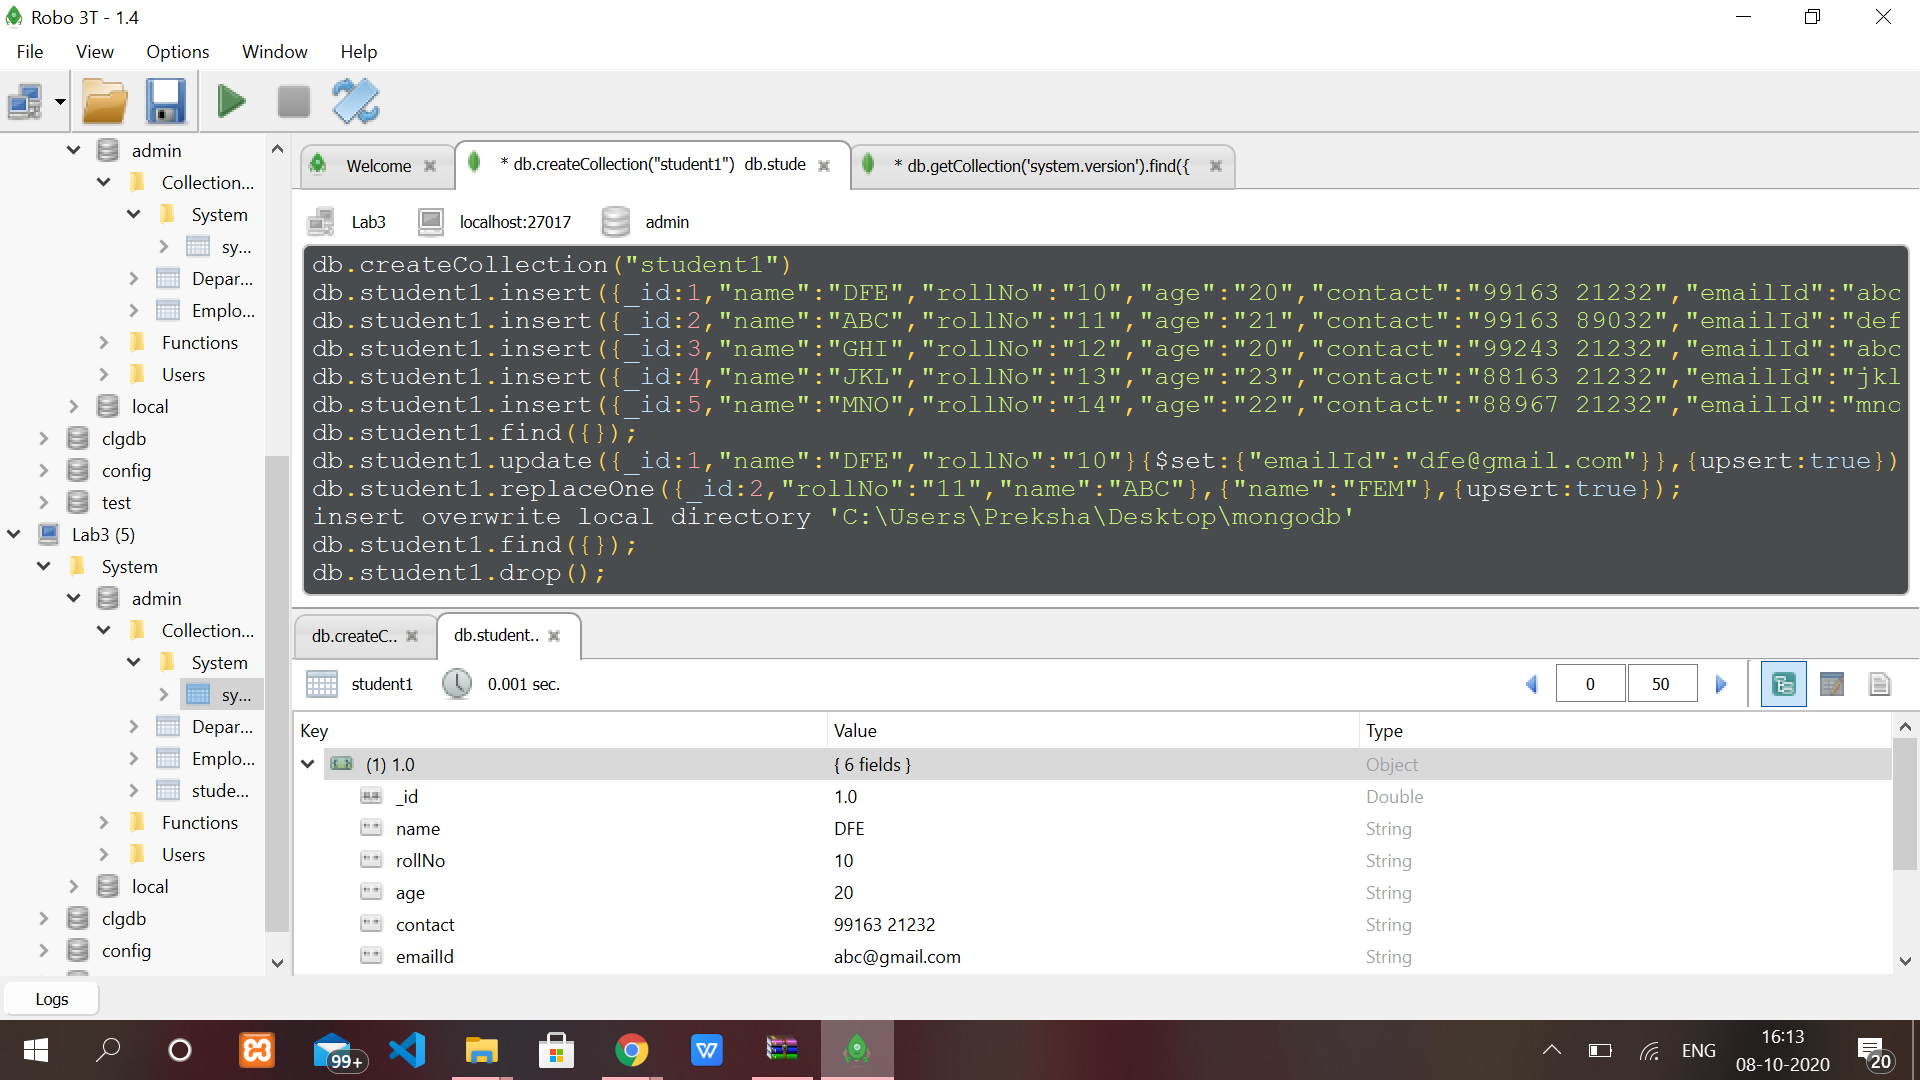 Robo 3T - 1.4
File View Options Window Help
admin
Collection...
System
sy...
Depar...
Emplo...
Functions
Users
local
clgdb
config
test
Lab3 (5)
System
admin
Collection...
System
sy...
Depar...
Emplo...
stude...
Functions
Users
local
clgdb
config
Logs
Welcome
* db.createCollection("student1") db.stude
* db.getCollection('system.version').find({
Lab3 localhost:27017 admin
db.createCollection("student1")
db.student1.insert({_id:1,"name":"DFE","rollNo":"10","age":"20","contact":"99163 21232","emailId":"abc
db.student1.insert({_id:2,"name":"ABC","rollNo":"11","age":"21","contact":"99163 89032","emailId":"def
db.student1.insert({_id:3,"name":"GHI","rollNo":"12","age":"20","contact":"99243 21232","emailId":"abc
db.student1.insert({_id:4,"name":"JKL","rollNo":"13","age":"23","contact":"88163 21232","emailId":"jkl
db.student1.insert({_id:5,"name":"MNO","rollNo":"14","age":"22","contact":"88967 21232","emailId":"mno
db.student1.find({});
db.student1.update({_id:1,"name":"DFE","rollNo":"10"}{$set:{"emailId":"dfe@gmail.com"}},{upsert:true})
db.student1.replaceOne({_id:2,"rollNo":"11","name":"ABC"},{"name":"FEM"},{upsert:true});
insert overwrite local directory 'C:\Users\Preksha\Desktop\mongodb'
db.student1.find({});
db.student1.drop();
db.createC.. db.student..
student1 0.001 sec. 0 50
Key Value Type
(1) 1.0 { 6 fields } Object
_id 1.0 Double
name DFE String
rollNo 10 String
age 20 String
contact 99163 21232 String
emailId abc@gmail.com String
99+
ENG
16:13
08-10-2020
20